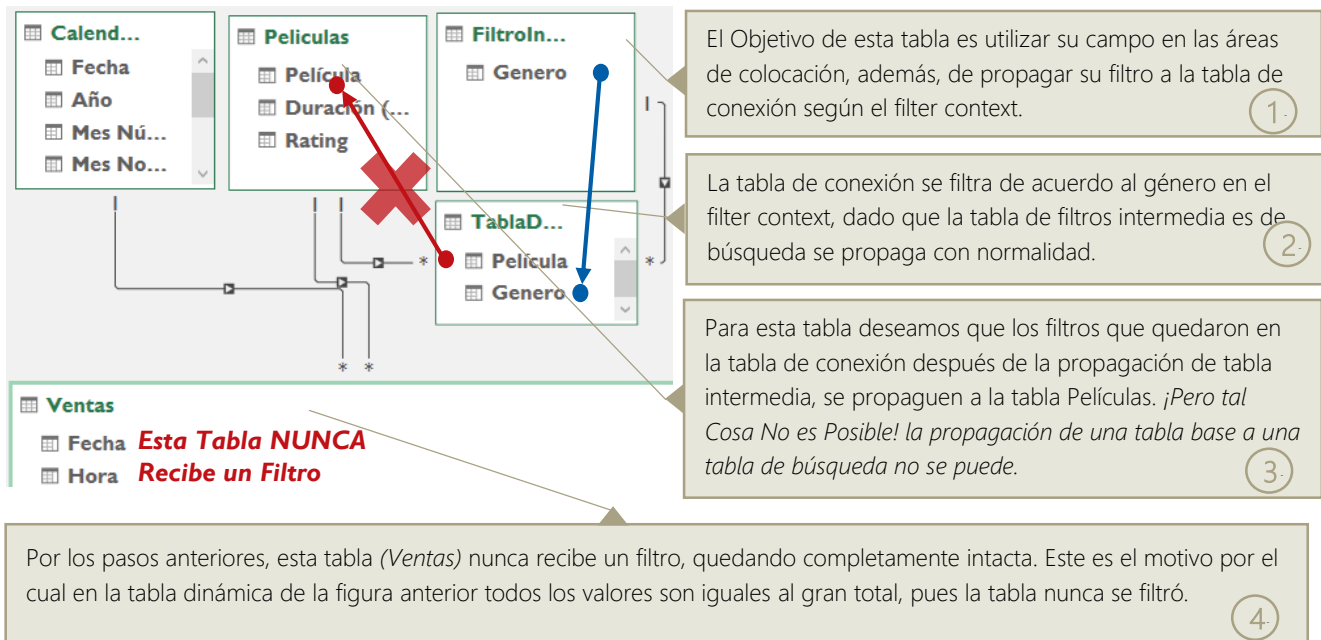 Calend...
Fecha
Año
Mes Nú...
Mes No...
Peliculas
Película
Duración (...
Rating
FiltroIn...
Genero
1
TablaD...
Película
Genero
1
1 1
*
*
* *
Ventas
Fecha
Hora
Esta Tabla NUNCA
Recibe un Filtro
El Objetivo de esta tabla es utilizar su campo en las áreas
de colocación, además, de propagar su filtro a la tabla de
conexión según el filter context.
1.
La tabla de conexión se filtra de acuerdo al género en el
filter context, dado que la tabla de filtros intermedia es de
búsqueda se propaga con normalidad.
2.
Para esta tabla deseamos que los filtros que quedaron en
la tabla de conexión después de la propagación de tabla
intermedia, se propaguen a la tabla Películas. ¡Pero tal
Cosa No es Posible! la propagación de una tabla base a una
tabla de búsqueda no se puede.
3.
Por los pasos anteriores, esta tabla (Ventas) nunca recibe un filtro, quedando completamente intacta. Este es el motivo por el
cual en la tabla dinámica de la figura anterior todos los valores son iguales al gran total, pues la tabla nunca se filtró.
4.